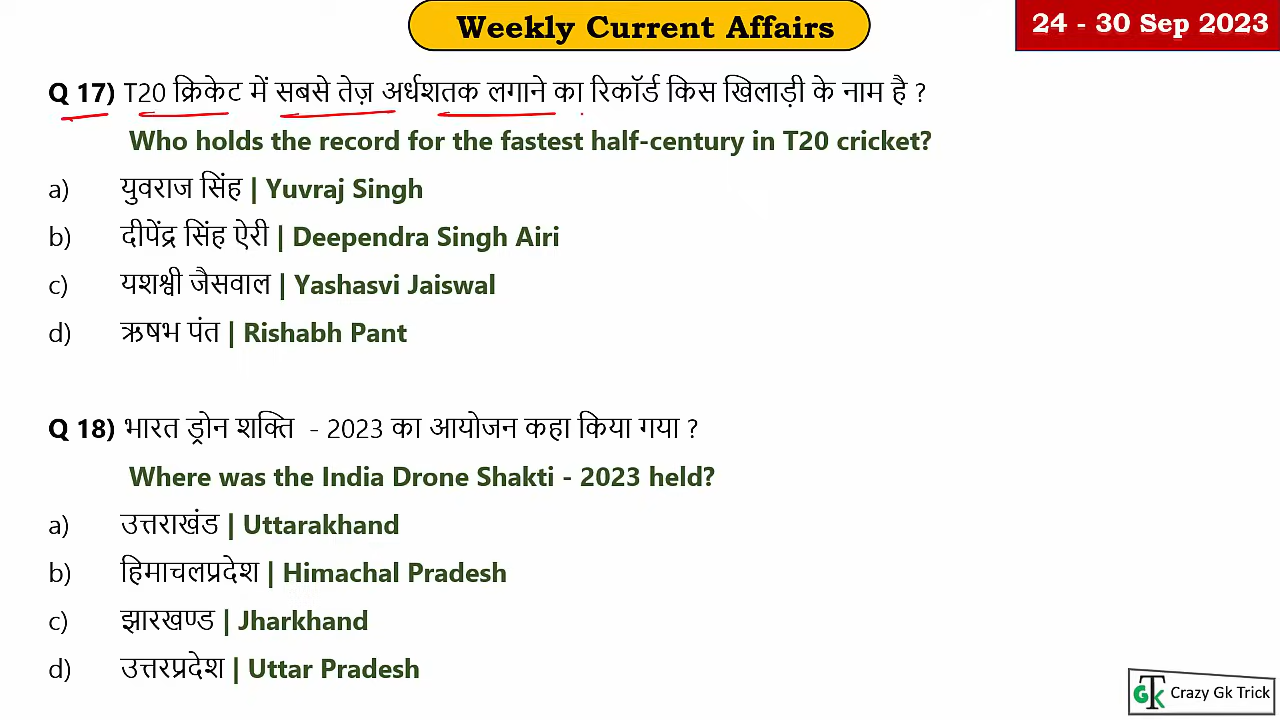 Weekly Current Affairs
24 - 30 Sep 2023
Q 17) T20 क्रिकेट में सबसे तेज़ अर्धशतक लगाने का रिकॉर्ड किस खिलाड़ी के नाम है ?
Who holds the record for the fastest half-century in T20 cricket?
a) युवराज सिंह | Yuvraj Singh
b) दीपेंद्र सिंह ऐरी | Deependra Singh Airi
c) यशश्वी जैसवाल | Yashasvi Jaiswal
d) ऋषभ पंत | Rishabh Pant
Q 18) भारत ड्रोन शक्ति - 2023 का आयोजन कहा किया गया ?
Where was the India Drone Shakti - 2023 held?
a) उत्तराखंड | Uttarakhand
b) हिमाचलप्रदेश | Himachal Pradesh
c) झारखण्ड | Jharkhand
d) उत्तरप्रदेश | Uttar Pradesh
GTK Crazy Gk Trick